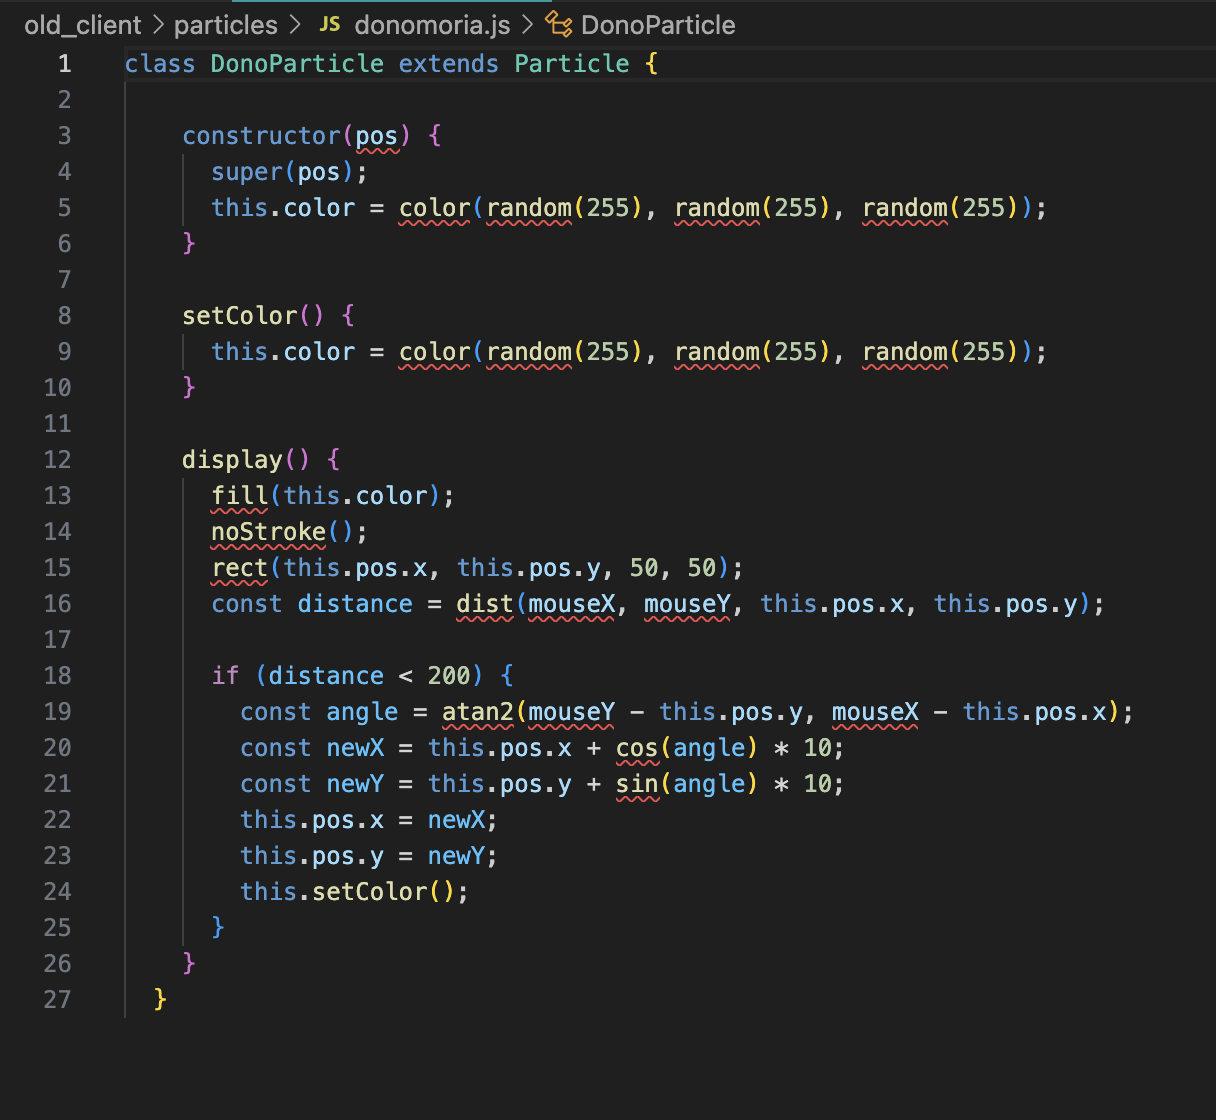 old_client > particles > JS donomoria.js > DonoParticle
1 class DonoParticle extends Particle {
2
3 constructor(pos) {
4 super(pos);
5 this.color = color(random(255), random(255), random(255));
6 }
7
8 setColor() {
9 this.color = color(random(255), random(255), random(255));
10 }
11
12 display() {
13 fill(this.color);
14 noStroke();
15 rect(this.pos.x, this.pos.y, 50, 50);
16 const distance = dist(mouseX, mouseY, this.pos.x, this.pos.y);
17
18 if (distance < 200) {
19 const angle = atan2(mouseY - this.pos.y, mouseX - this.pos.x);
20 const newX = this.pos.x + cos(angle) * 10;
21 const newY = this.pos.y + sin(angle) * 10;
22 this.pos.x = newX;
23 this.pos.y = newY;
24 this.setColor();
25 }
26 }
27 }